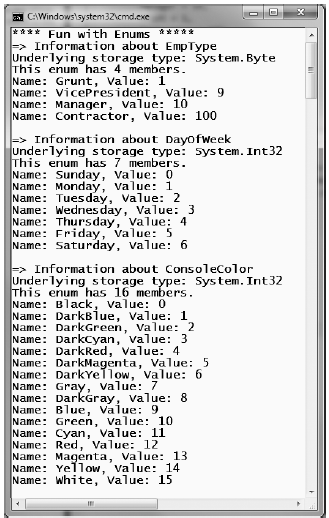 C:\Windows\system32\cmd.exe
**** Fun with Enums *****
=> Information about EmpType
Underlying storage type: System.Byte
This enum has 4 members.
Name: Grunt, Value: 1
Name: VicePresident, Value: 9
Name: Manager, Value: 10
Name: Contractor, Value: 100
=> Information about DayOfWeek
Underlying storage type: System.Int32
This enum has 7 members.
Name: Sunday, Value: 0
Name: Monday, Value: 1
Name: Tuesday, Value: 2
Name: Wednesday, Value: 3
Name: Thursday, Value: 4
Name: Friday, Value: 5
Name: Saturday, Value: 6
=> Information about ConsoleColor
Underlying storage type: System.Int32
This enum has 16 members.
Name: Black, Value: 0
Name: DarkBlue, Value: 1
Name: DarkGreen, Value: 2
Name: DarkCyan, Value: 3
Name: DarkRed, Value: 4
Name: DarkMagenta, Value: 5
Name: DarkYellow, Value: 6
Name: Gray, Value: 7
Name: DarkGray, Value: 8
Name: Blue, Value: 9
Name: Green, Value: 10
Name: Cyan, Value: 11
Name: Red, Value: 12
Name: Magenta, Value: 13
Name: Yellow, Value: 14
Name: White, Value: 15